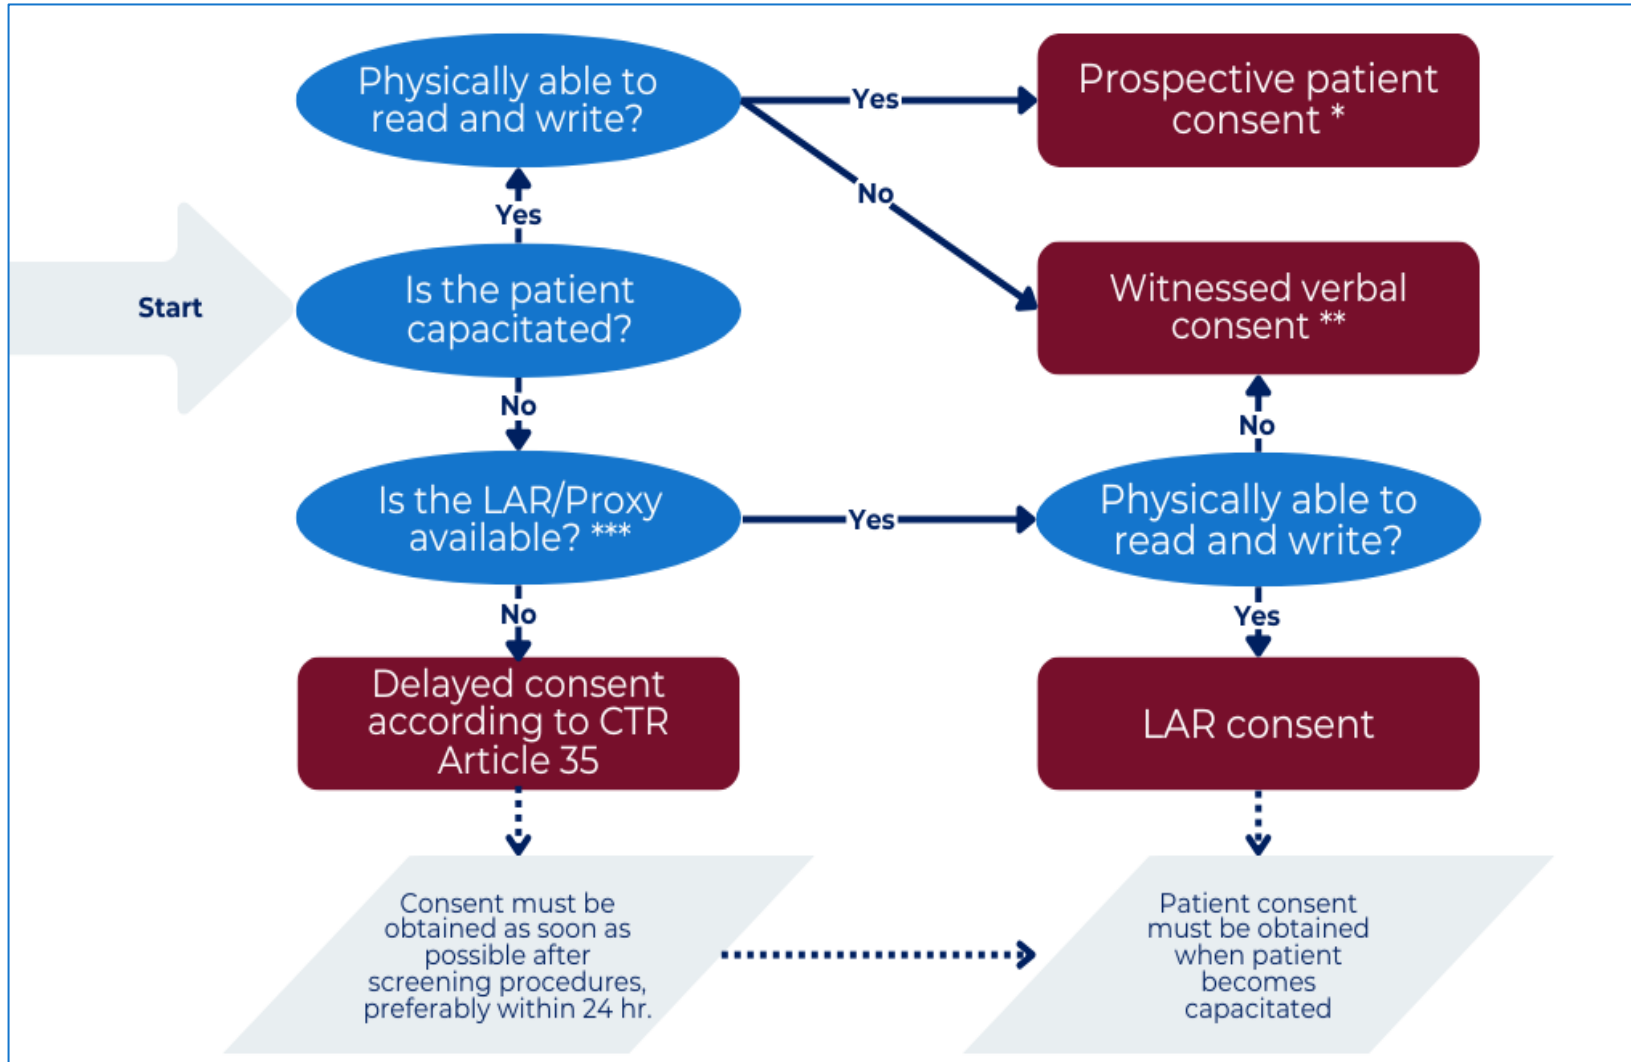 Physically able to
read and write?
Yes
Prospective patient
consent *
No
Yes
Start
Is the patient
capacitated?
Witnessed verbal
consent **
No
No
Is the LAR/Proxy
available? ***
Yes
Physically able to
read and write?
No
Yes
Delayed consent
according to CTR
Article 35
LAR consent
Consent must be
obtained as soon as
possible after
screening procedures,
preferably within 24 hr.
Patient consent
must be obtained
when patient
becomes
capacitated